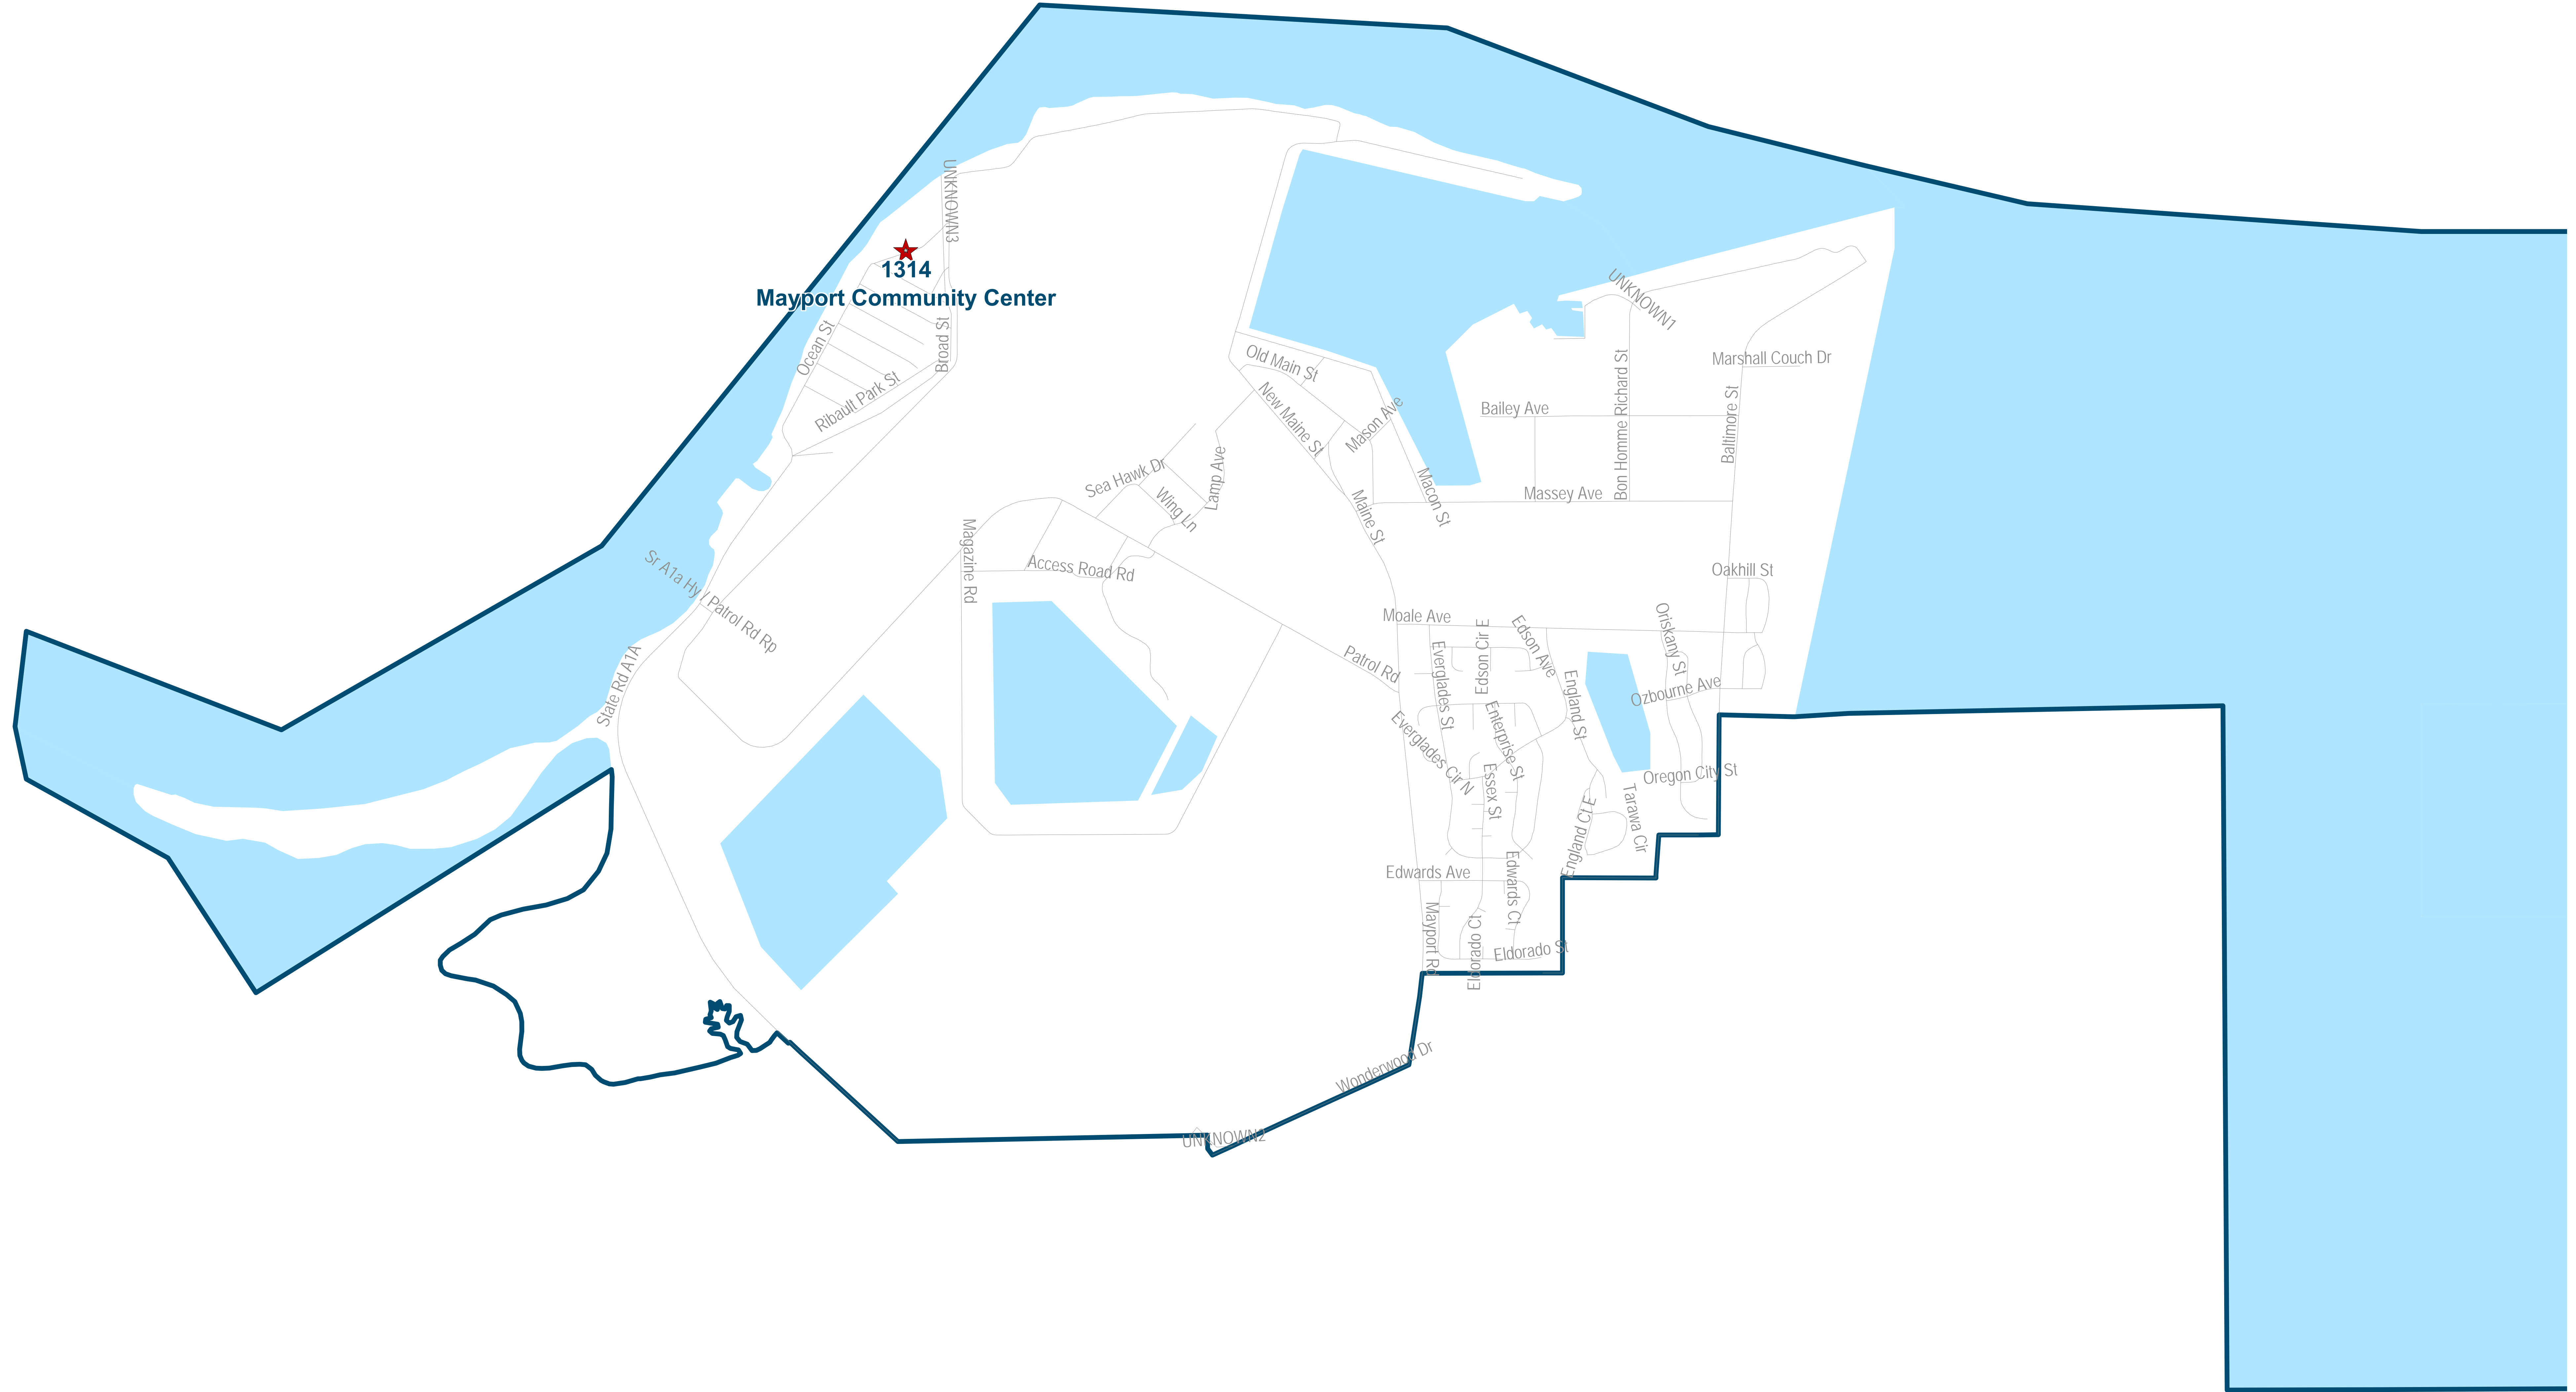 UNKNOWN3
1314
Mayport Community Center
UNKNOWN1
Ocean St
Broad St
Ribault Park St
Old Main St
New Maine St
Mason Ave
Marshall Couch Dr
Bailey Ave
Bon Homme Richard St
Baltimore St
Sea Hawk Dr
Wing Ln
Lamp Ave
Maine St
Macon St
Massey Ave
Magazine Rd
Access Road Rd
Sr A1a Hy / Patrol Rd Rp
State Rd A1A
Oakhill St
Moale Ave
Edson Cir E
Edson Ave
Oriskany St
Patrol Rd
Everglades St
England St
Ozbourne Ave
Everglades Cir N
Enterprise St
Essex St
Oregon City St
England Ct E
Tarawa Cir
Edwards Ave
Edwards Ct
Mayport Rd
Eldorado Ct
Eldorado St
Wonderwood Dr
UNKNOWN2